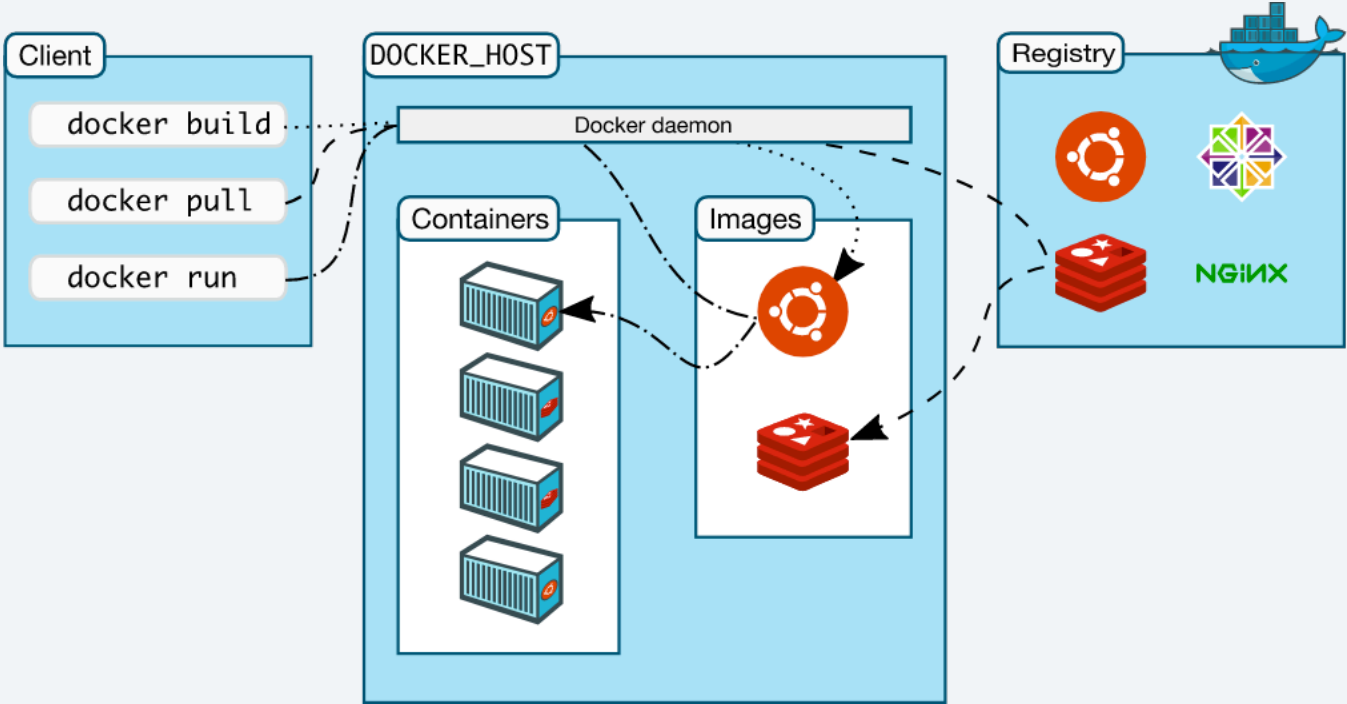 Client
docker build
docker pull
docker run
DOCKER_HOST
Docker daemon
Containers
Images
Registry
NGiNX